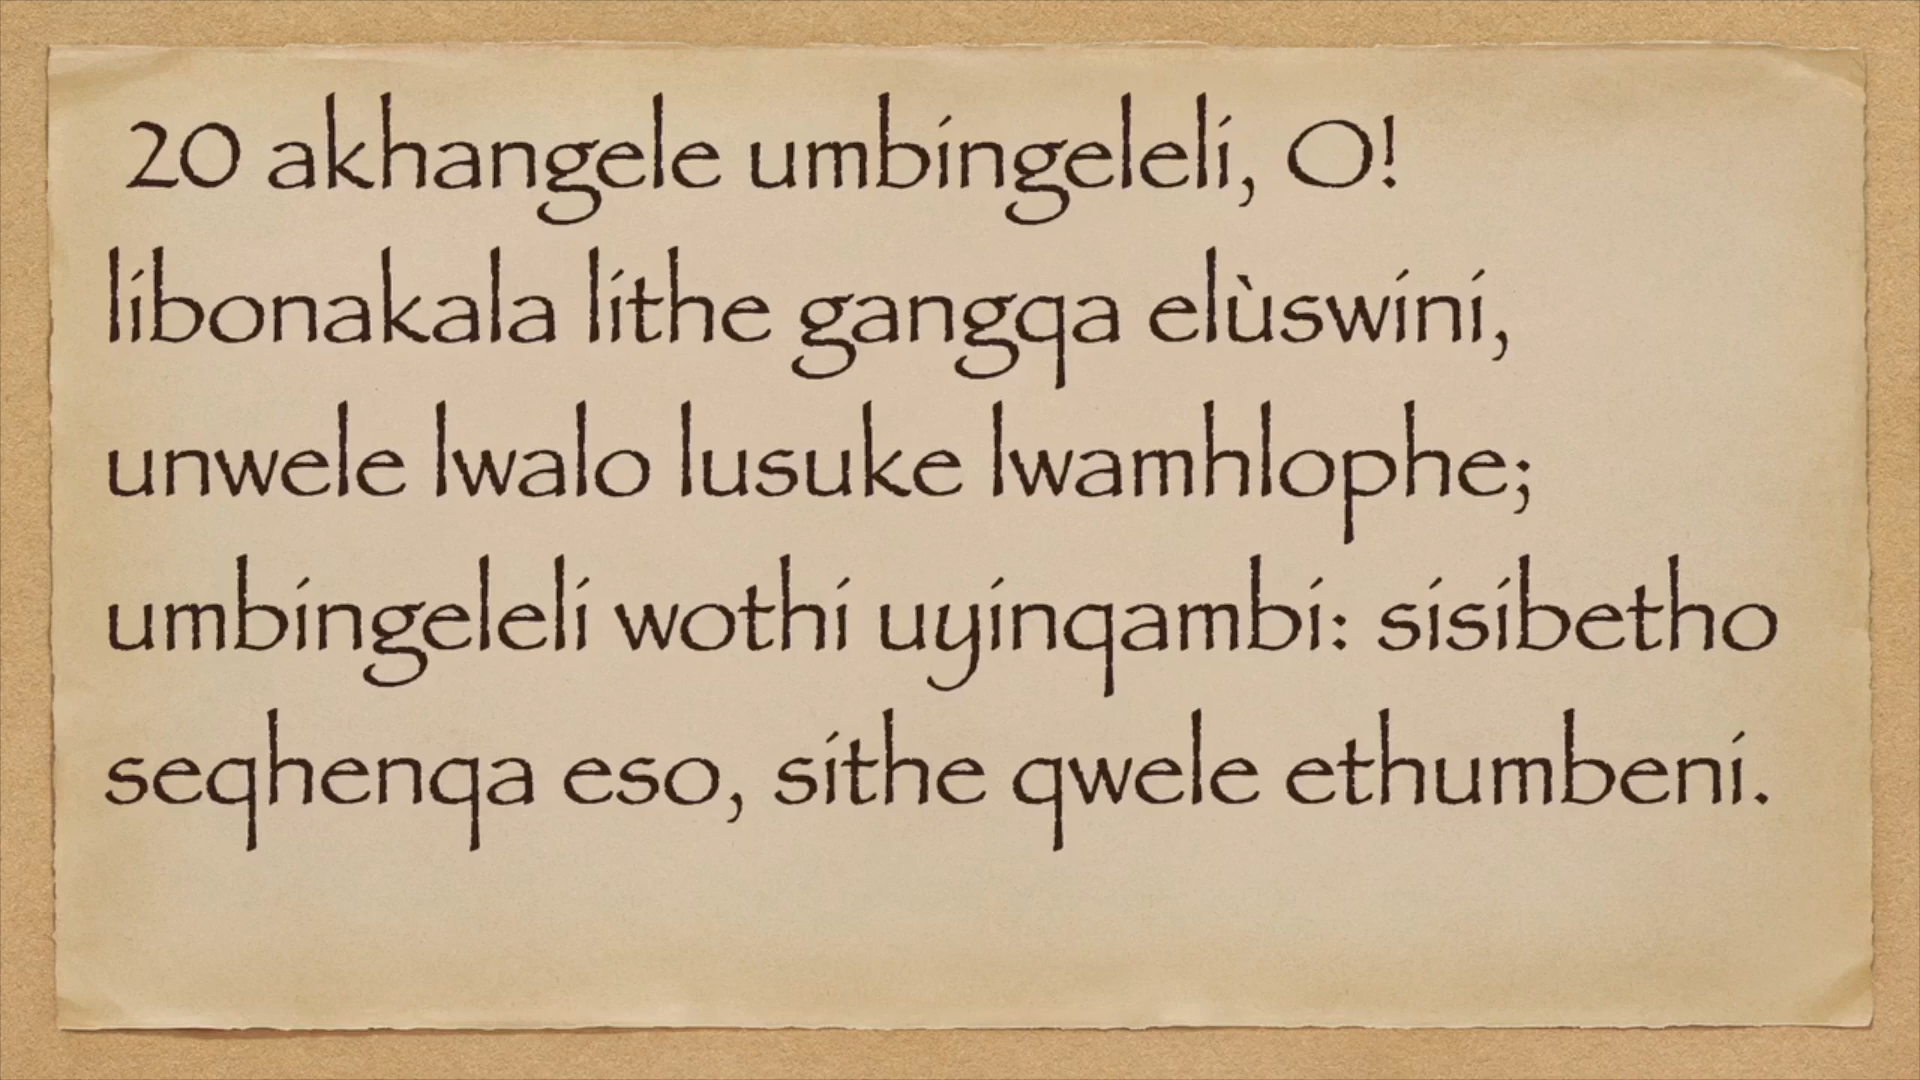 20 akhangele umbingeleli, O!
libonakala lithe gangqa elùswini,
unwele lwalo lusuke lwamhlophe;
umbingeleli wothi uyinqambi: sisibetho
seqhenqa eso, sithe qwele ethumbeni.